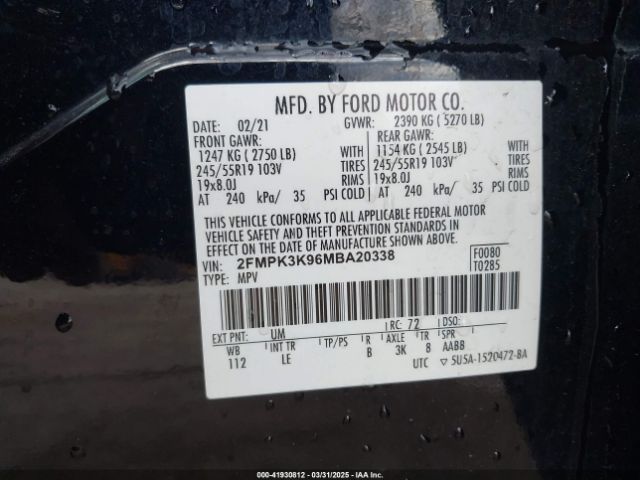 MFD. BY FORD MOTOR CO.
DATE: 02/21 GVWR: 2390 KG ( 5270 LB)
FRONT GAWR: REAR GAWR:
1247 KG ( 2750 LB) WITH 1154 KG ( 2545 LB) WITH
245/55R19 103V TIRES 245/55R19 103V TIRES
19x8.0J RIMS 19x8.0J RIMS
AT 240 kPa/ 35 PSI COLD AT 240 kPa/ 35 PSI COLD
THIS VEHICLE CONFORMS TO ALL APPLICABLE FEDERAL MOTOR
VEHICLE SAFETY AND THEFT PREVENTION STANDARDS IN
EFFECT ON THE DATE OF MANUFACTURE SHOWN ABOVE.
VIN: 2FMPK3K96MBA20338 F0080
TYPE: MPV T0285
EXT PNT: UM RC: 72 DSO:
WB INT TR TP/PS R AXLE TR SPR
112 LE B 3K 8 AABB
UTC ▽ SU5A-1520472-BA
000-41930812 - 03/31/2025 - IAAI.COM